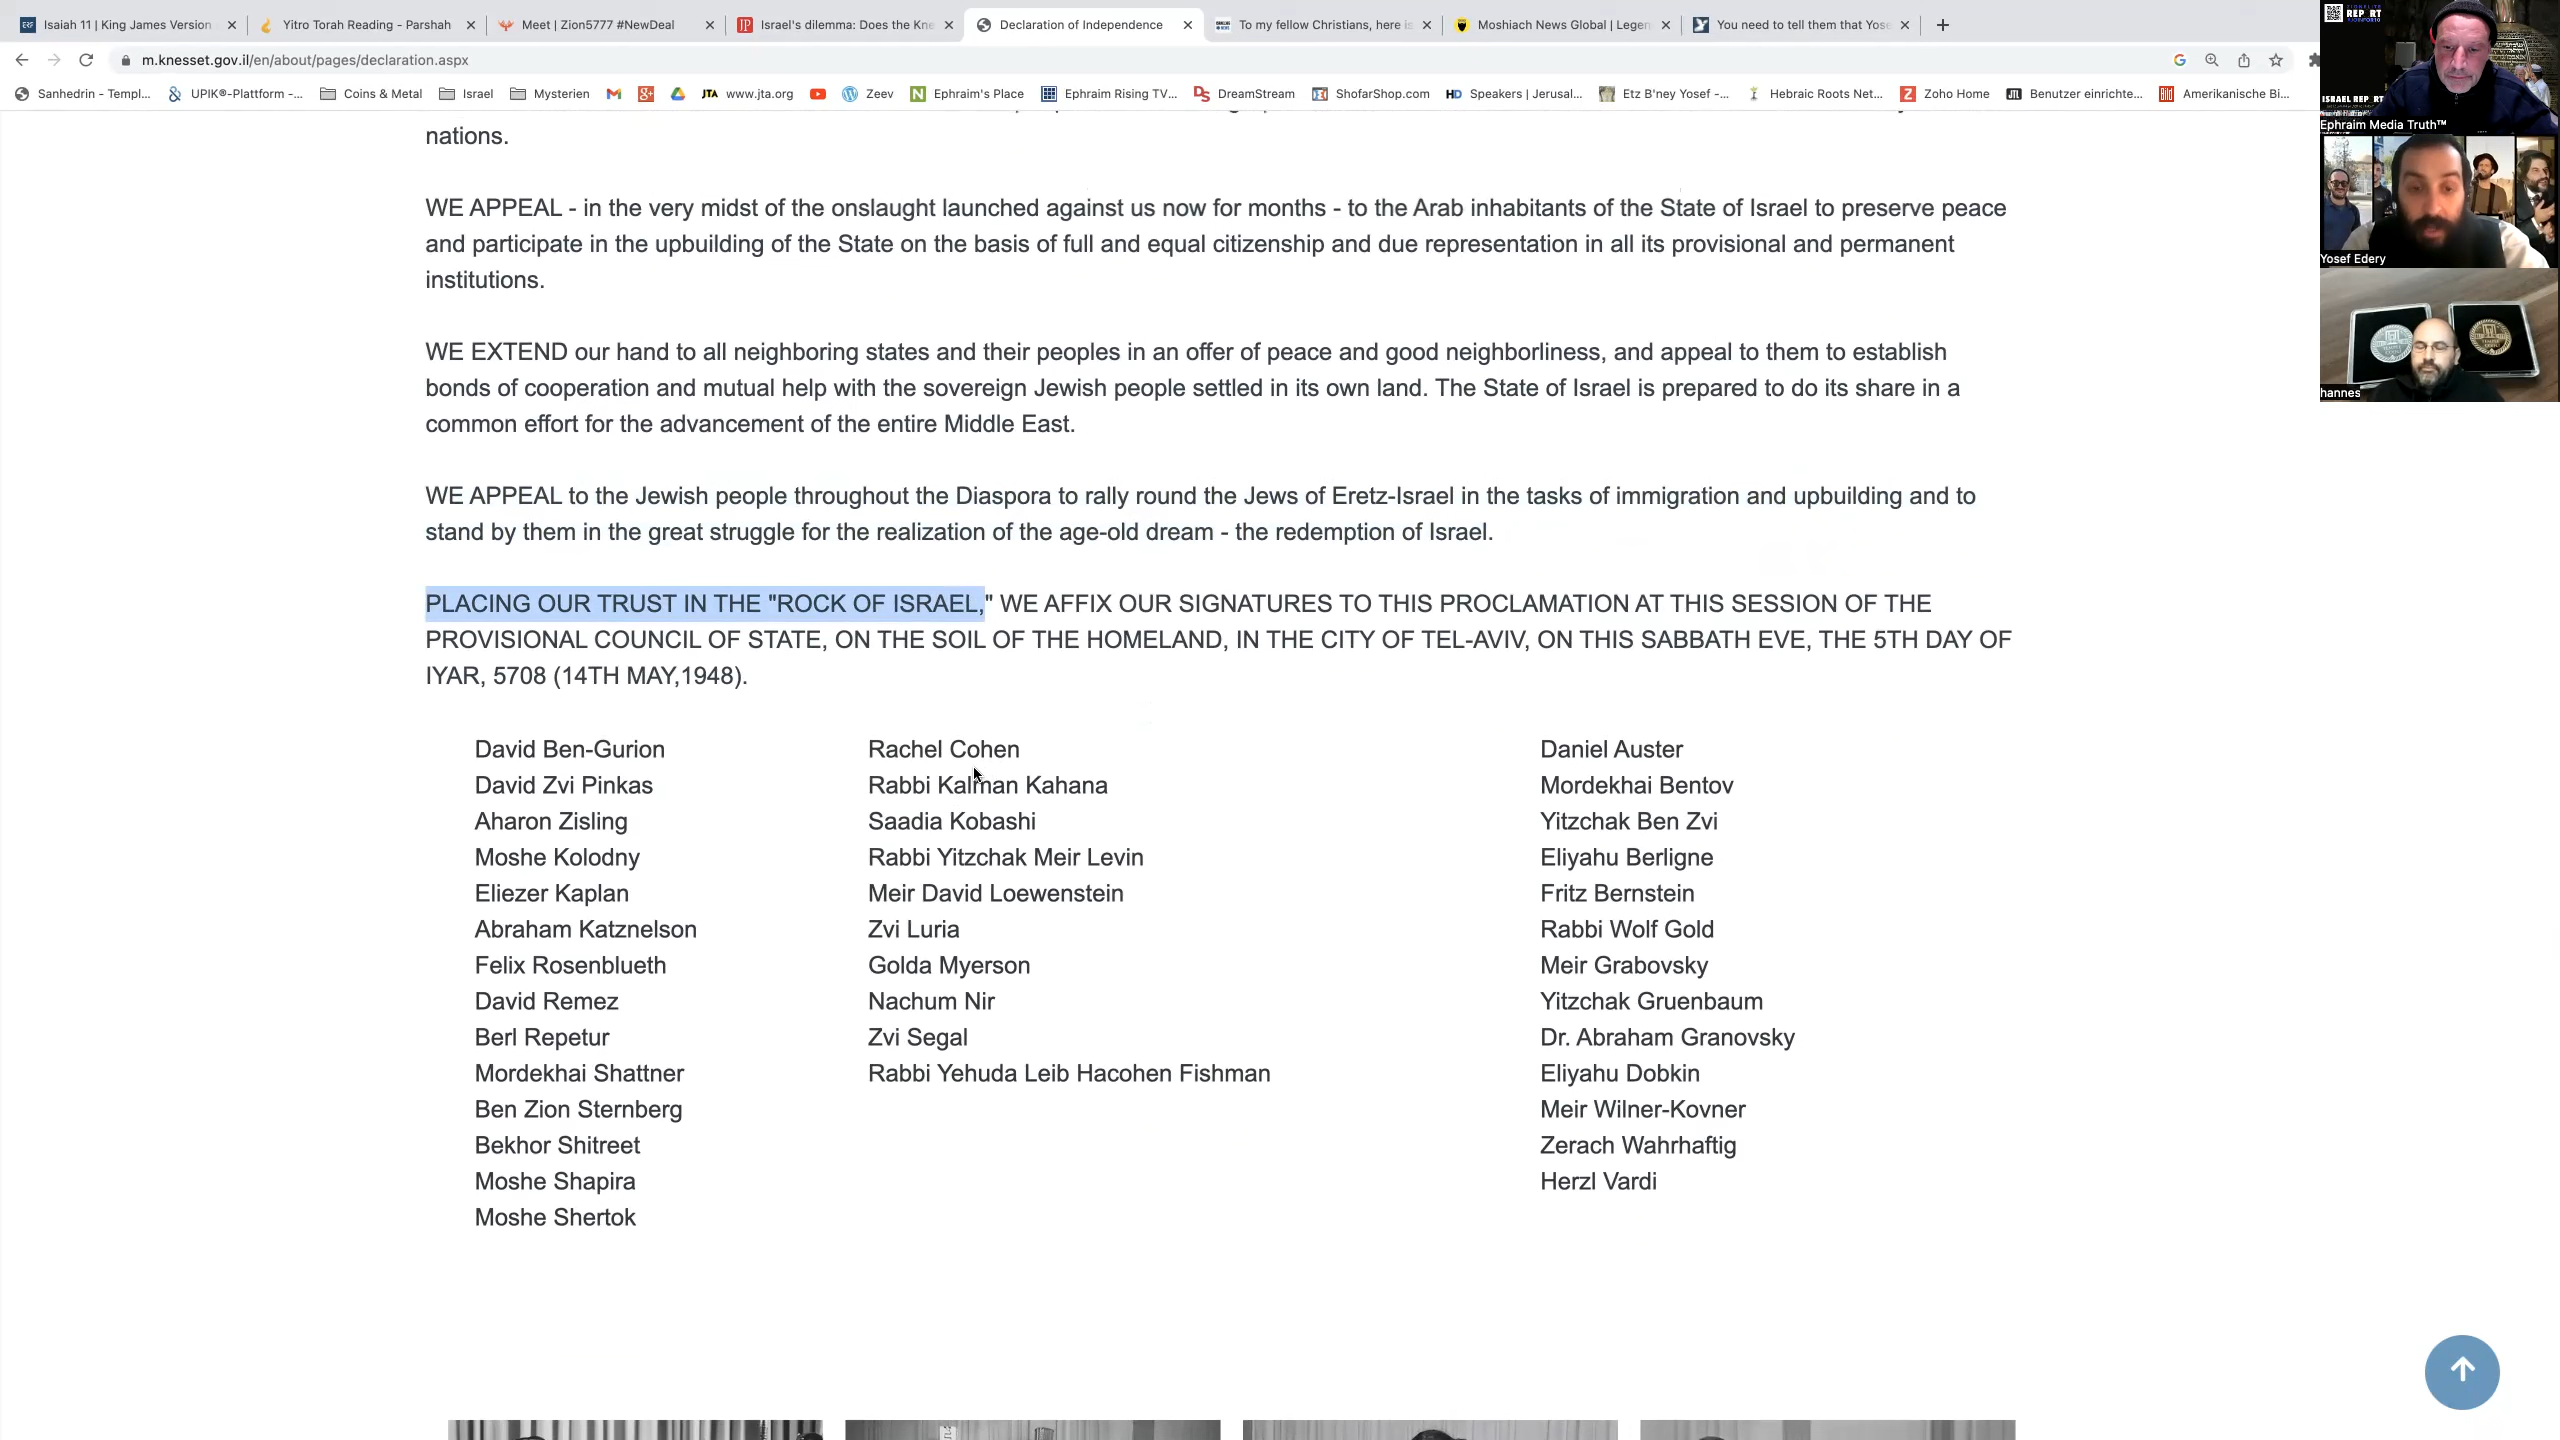 Isaiah 11 | King James Version
Yitro Torah Reading - Parshah
Meet | Zion5777 #NewDeal
Israel's dilemma: Does the Kne
Declaration of Independence
To my fellow Christians, here is
Moshiach News Global | Legen
You need to tell them that Yose
m.knesset.gov.il/en/about/pages/declaration.aspx
Sanhedrin - Templ...
UPIK®-Plattform -...
Coins & Metal
Israel
Mysterien
www.jta.org
Zeev
Ephraim's Place
Ephraim Rising TV...
DreamStream
ShofarShop.com
Speakers | Jerusal...
Etz B'ney Yosef -...
Hebraic Roots Net...
Zoho Home
Benutzer einrichte...
Amerikanische Bi...
nations.
WE APPEAL - in the very midst of the onslaught launched against us now for months - to the Arab inhabitants of the State of Israel to preserve peace
and participate in the upbuilding of the State on the basis of full and equal citizenship and due representation in all its provisional and permanent
institutions.
WE EXTEND our hand to all neighboring states and their peoples in an offer of peace and good neighborliness, and appeal to them to establish
bonds of cooperation and mutual help with the sovereign Jewish people settled in its own land. The State of Israel is prepared to do its share in a
common effort for the advancement of the entire Middle East.
WE APPEAL to the Jewish people throughout the Diaspora to rally round the Jews of Eretz-Israel in the tasks of immigration and upbuilding and to
stand by them in the great struggle for the realization of the age-old dream - the redemption of Israel.
PLACING OUR TRUST IN THE "ROCK OF ISRAEL," WE AFFIX OUR SIGNATURES TO THIS PROCLAMATION AT THIS SESSION OF THE
PROVISIONAL COUNCIL OF STATE, ON THE SOIL OF THE HOMELAND, IN THE CITY OF TEL-AVIV, ON THIS SABBATH EVE, THE 5TH DAY OF
IYAR, 5708 (14TH MAY,1948).
David Ben-Gurion
David Zvi Pinkas
Aharon Zisling
Moshe Kolodny
Eliezer Kaplan
Abraham Katznelson
Felix Rosenblueth
David Remez
Berl Repetur
Mordekhai Shattner
Ben Zion Sternberg
Bekhor Shitreet
Moshe Shapira
Moshe Shertok
Rachel Cohen
Rabbi Kalman Kahana
Saadia Kobashi
Rabbi Yitzchak Meir Levin
Meir David Loewenstein
Zvi Luria
Golda Myerson
Nachum Nir
Zvi Segal
Rabbi Yehuda Leib Hacohen Fishman
Daniel Auster
Mordekhai Bentov
Yitzchak Ben Zvi
Eliyahu Berligne
Fritz Bernstein
Rabbi Wolf Gold
Meir Grabovsky
Yitzchak Gruenbaum
Dr. Abraham Granovsky
Eliyahu Dobkin
Meir Wilner-Kovner
Zerach Wahrhaftig
Herzl Vardi
ISRAEL REP RT
Ephraim Media Truth™
Yosef Edery
hannes